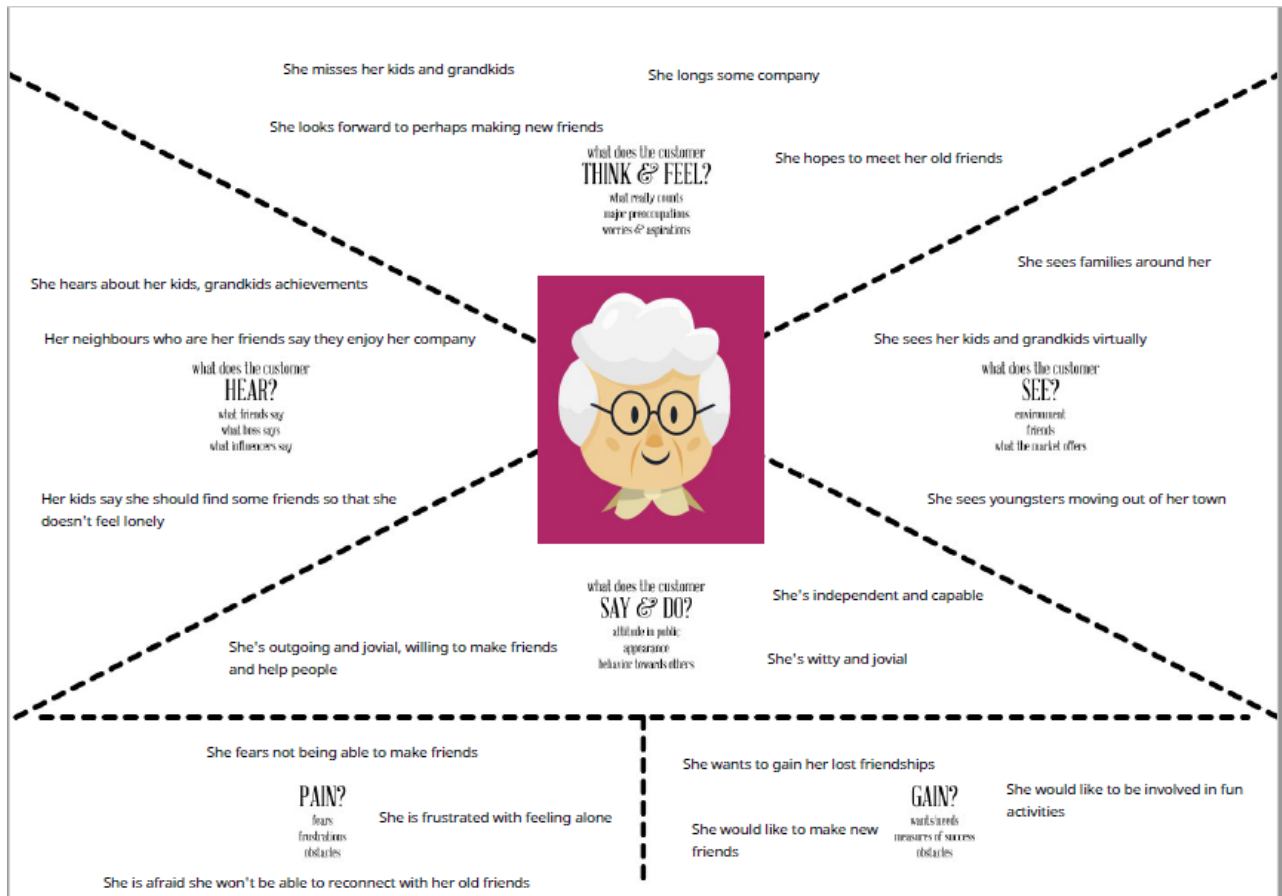 She misses her kids and grandkids
She longs some company
She looks forward to perhaps making new friends
what does the customer
THINK & FEEL?
what really counts
major preoccupations
worries & aspirations
She hopes to meet her old friends
She hears about her kids, grandkids achievements
Her neighbours who are her friends say they enjoy her company
what does the customer
HEAR?
what friends say
what boss says
what influencers say
Her kids say she should find some friends so that she
doesn't feel lonely
She sees families around her
She sees her kids and grandkids virtually
what does the customer
SEE?
environment
friends
what the market offers
She sees youngsters moving out of her town
what does the customer
SAY & DO?
attitude in public
appearance
behavior towards others
She's independent and capable
She's outgoing and jovial, willing to make friends
and help people
She's witty and jovial
She fears not being able to make friends
PAIN?
fears
frustrations
obstacles
She is frustrated with feeling alone
She is afraid she won't be able to reconnect with her old friends
She wants to gain her lost friendships
GAIN?
wants/needs
measures of success
obstacles
She would like to be involved in fun
activities
She would like to make new
friends